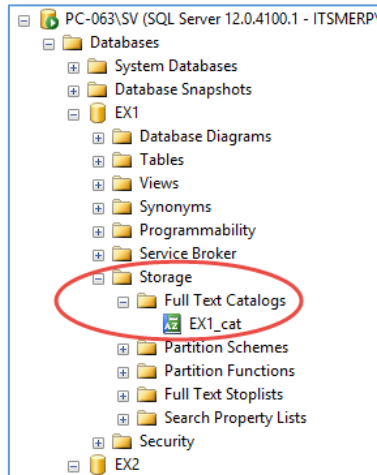 PC-063\SV (SQL Server 12.0.4100.1 - ITSMERP\
Databases
System Databases
Database Snapshots
EX1
Database Diagrams
Tables
Views
Synonyms
Programmability
Service Broker
Storage
Full Text Catalogs
EX1_cat
Partition Schemes
Partition Functions
Full Text Stoplists
Search Property Lists
Security
EX2